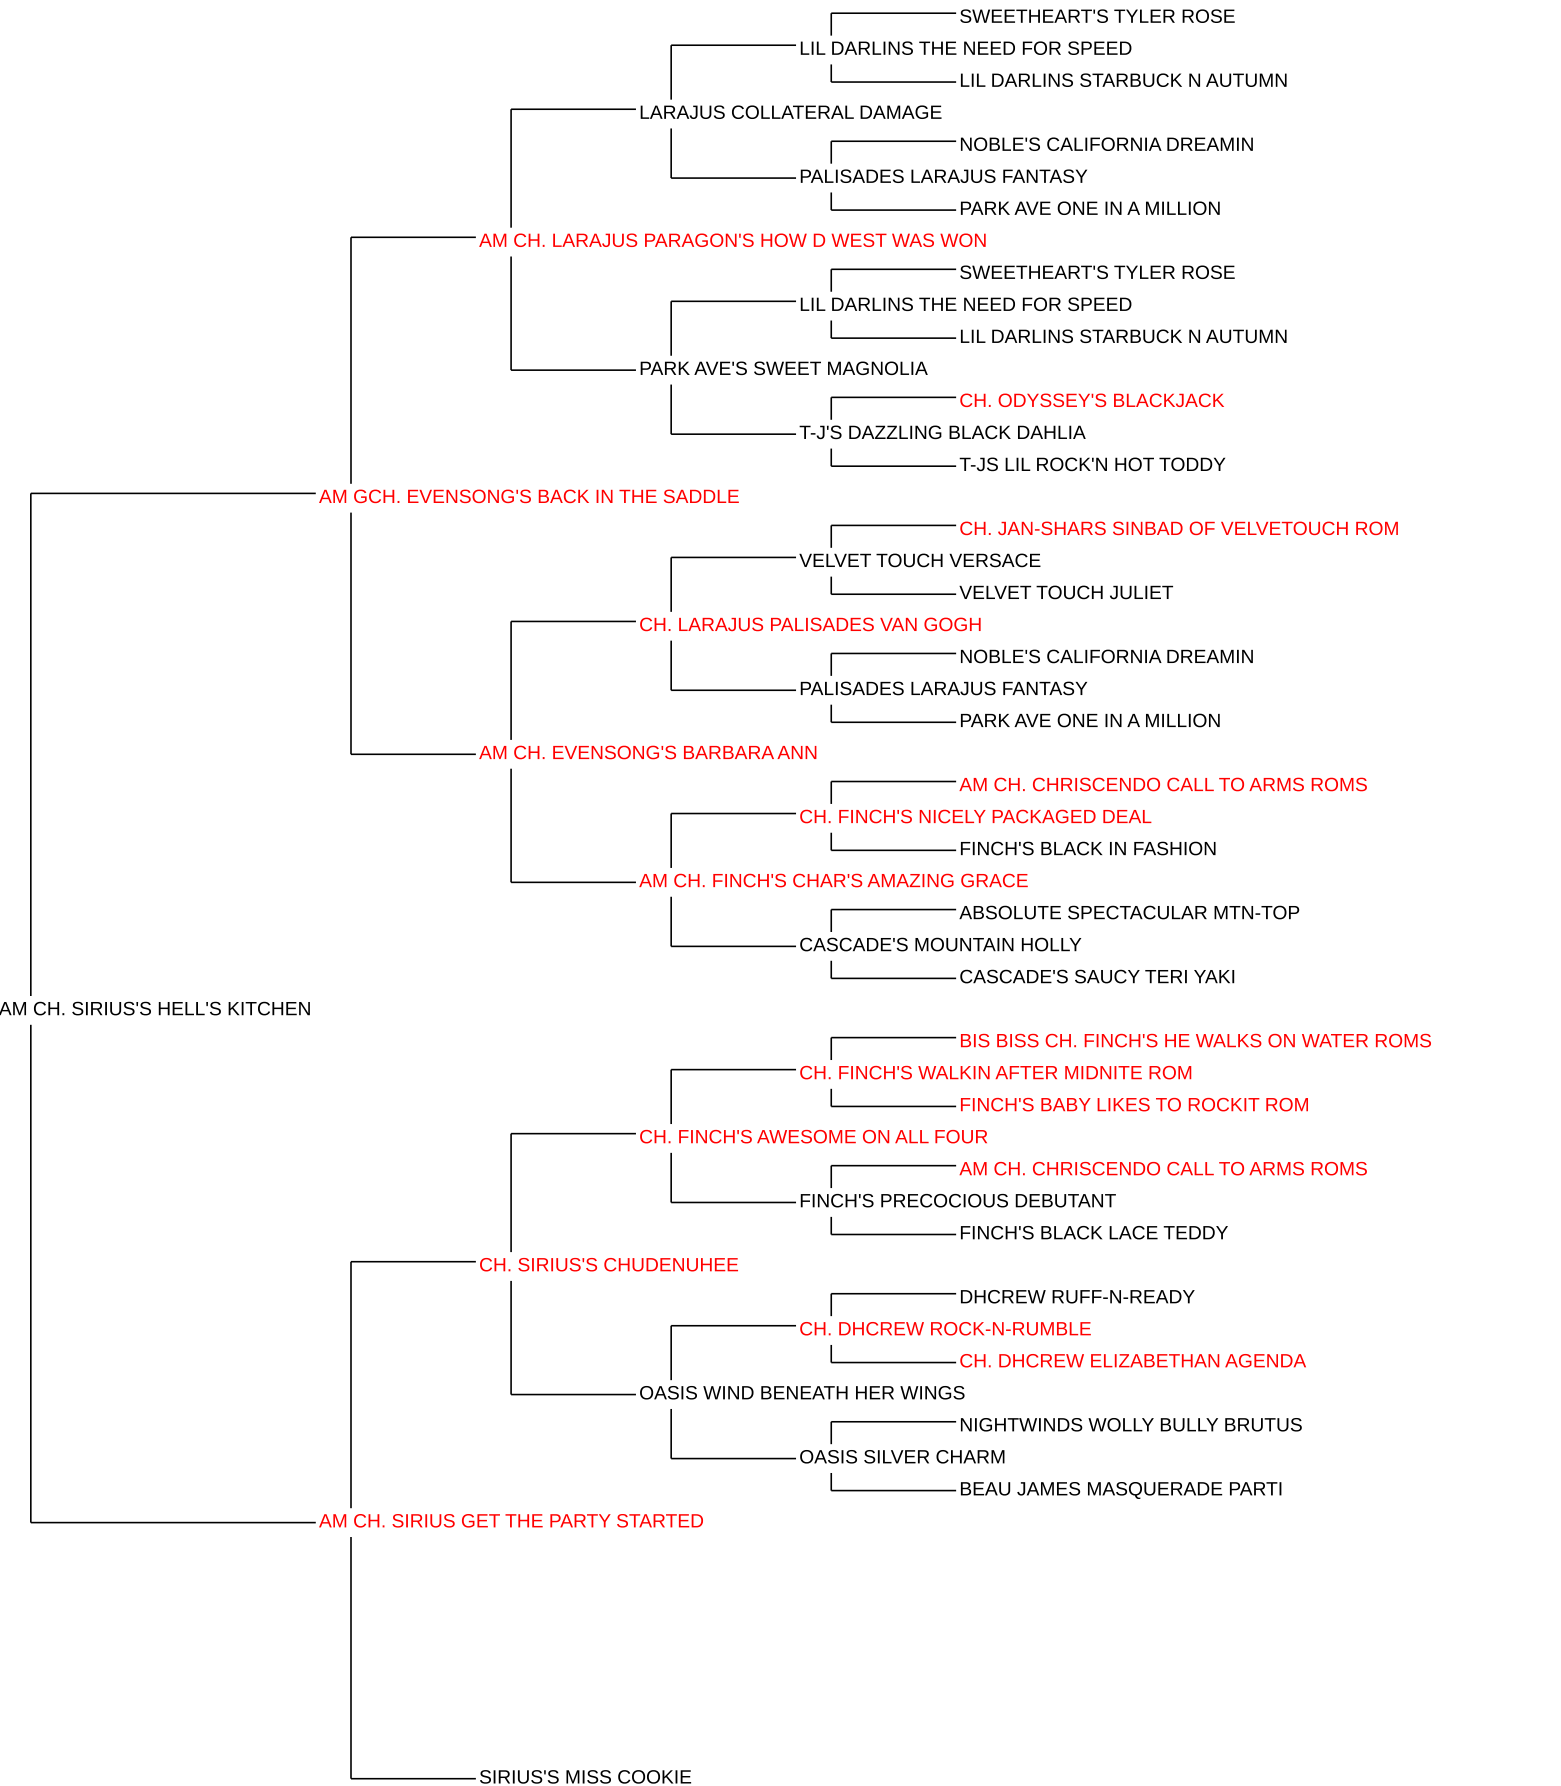 SWEETHEART'S TYLER ROSE
LIL DARLINS THE NEED FOR SPEED
LIL DARLINS STARBUCK N AUTUMN
LARAJUS COLLATERAL DAMAGE
NOBLE'S CALIFORNIA DREAMIN
PALISADES LARAJUS FANTASY
PARK AVE ONE IN A MILLION
AM CH. LARAJUS PARAGON'S HOW D WEST WAS WON
SWEETHEART'S TYLER ROSE
LIL DARLINS THE NEED FOR SPEED
LIL DARLINS STARBUCK N AUTUMN
PARK AVE'S SWEET MAGNOLIA
CH. ODYSSEY'S BLACKJACK
T-J'S DAZZLING BLACK DAHLIA
T-JS LIL ROCK'N HOT TODDY
AM GCH. EVENSONG'S BACK IN THE SADDLE
CH. JAN-SHARS SINBAD OF VELVETOUCH ROM
VELVET TOUCH VERSACE
VELVET TOUCH JULIET
CH. LARAJUS PALISADES VAN GOGH
NOBLE'S CALIFORNIA DREAMIN
PALISADES LARAJUS FANTASY
PARK AVE ONE IN A MILLION
AM CH. EVENSONG'S BARBARA ANN
AM CH. CHRISCENDO CALL TO ARMS ROMS
CH. FINCH'S NICELY PACKAGED DEAL
FINCH'S BLACK IN FASHION
AM CH. FINCH'S CHAR'S AMAZING GRACE
ABSOLUTE SPECTACULAR MTN-TOP
CASCADE'S MOUNTAIN HOLLY
CASCADE'S SAUCY TERI YAKI
AM CH. SIRIUS'S HELL'S KITCHEN
BIS BISS CH. FINCH'S HE WALKS ON WATER ROMS
CH. FINCH'S WALKIN AFTER MIDNITE ROM
FINCH'S BABY LIKES TO ROCKIT ROM
CH. FINCH'S AWESOME ON ALL FOUR
AM CH. CHRISCENDO CALL TO ARMS ROMS
FINCH'S PRECOCIOUS DEBUTANT
FINCH'S BLACK LACE TEDDY
CH. SIRIUS'S CHUDENUHEE
DHCREW RUFF-N-READY
CH. DHCREW ROCK-N-RUMBLE
CH. DHCREW ELIZABETHAN AGENDA
OASIS WIND BENEATH HER WINGS
NIGHTWINDS WOLLY BULLY BRUTUS
OASIS SILVER CHARM
BEAU JAMES MASQUERADE PARTI
AM CH. SIRIUS GET THE PARTY STARTED
SIRIUS'S MISS COOKIE